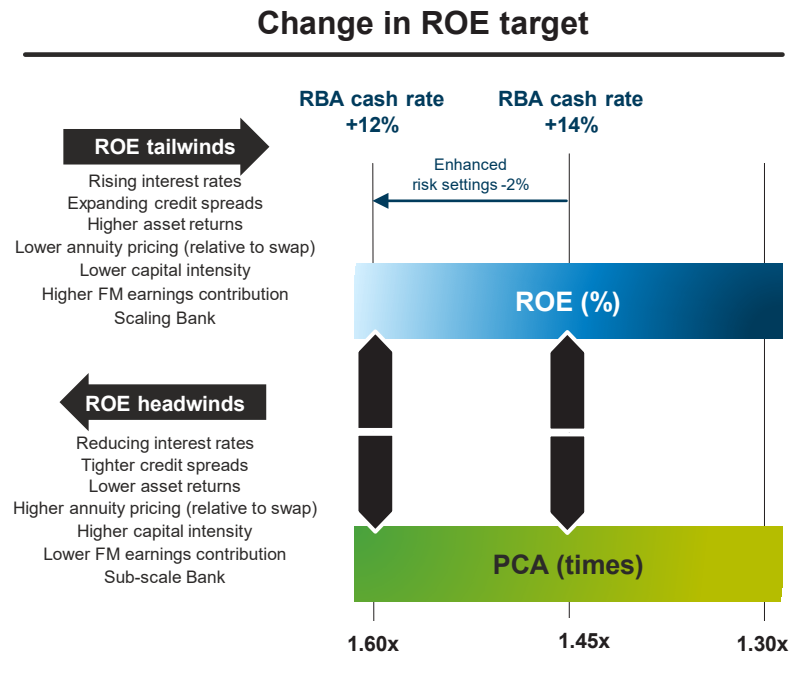 Change in ROE target
RBA cash rate
+12%
RBA cash rate
+14%
ROE tailwinds
Rising interest rates
Expanding credit spreads
Higher asset returns
Lower annuity pricing (relative to swap)
Lower capital intensity
Higher FM earnings contribution
Scaling Bank
Enhanced
risk settings -2%
ROE (%)
ROE headwinds
Reducing interest rates
Tighter credit spreads
Lower asset returns
Higher annuity pricing (relative to swap)
Higher capital intensity
Lower FM earnings contribution
Sub-scale Bank
PCA (times)
1.60x
1.45x
1.30x